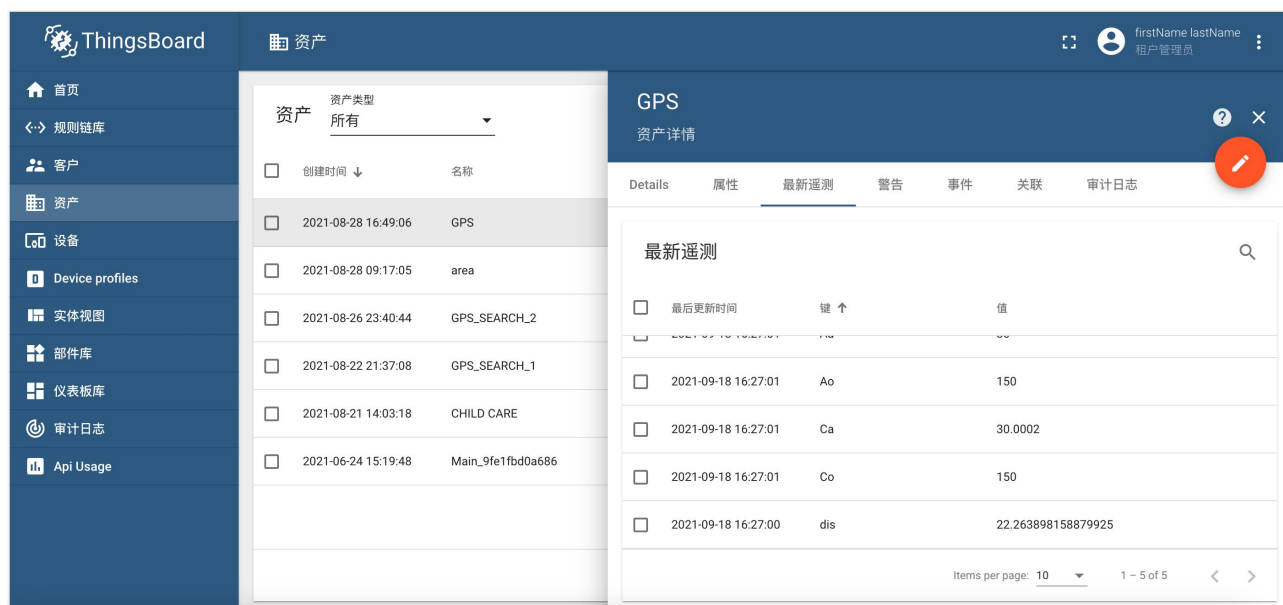 ThingsBoard
资产
firstName lastName
租户管理员
首页
规则链库
客户
资产
设备
Device profiles
实体视图
部件库
仪表板库
审计日志
Api Usage
资产
资产类型
所有
创建时间 名称
2021-08-28 16:49:06 GPS
2021-08-28 09:17:05 area
2021-08-26 23:40:44 GPS_SEARCH_2
2021-08-22 21:37:08 GPS_SEARCH_1
2021-08-21 14:03:18 CHILD CARE
2021-06-24 15:19:48 Main_9fe1fbd0a686
GPS
资产详情
Details 属性 最新遥测 警告 事件 关联 审计日志
最新遥测
最后更新时间 键 值
2021-09-18 16:27:01 Ao 150
2021-09-18 16:27:01 Ca 30.0002
2021-09-18 16:27:01 Co 150
2021-09-18 16:27:00 dis 22.263898158879925
Items per page: 10 1 – 5 of 5